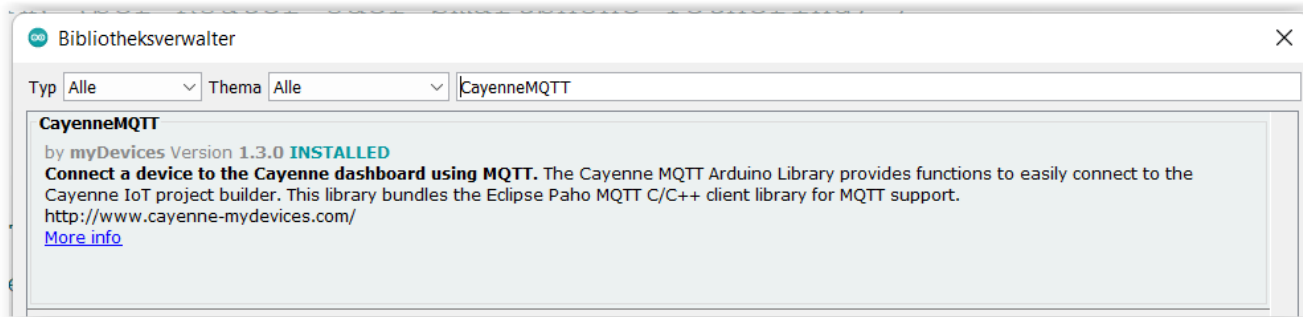 Bibliotheksverwalter
Typ Alle Thema Alle CayenneMQTT
CayenneMQTT
by myDevices Version 1.3.0 INSTALLED
Connect a device to the Cayenne dashboard using MQTT. The Cayenne MQTT Arduino Library provides functions to easily connect to the
Cayenne IoT project builder. This library bundles the Eclipse Paho MQTT C/C++ client library for MQTT support.
http://www.cayenne-mydevices.com/
More info